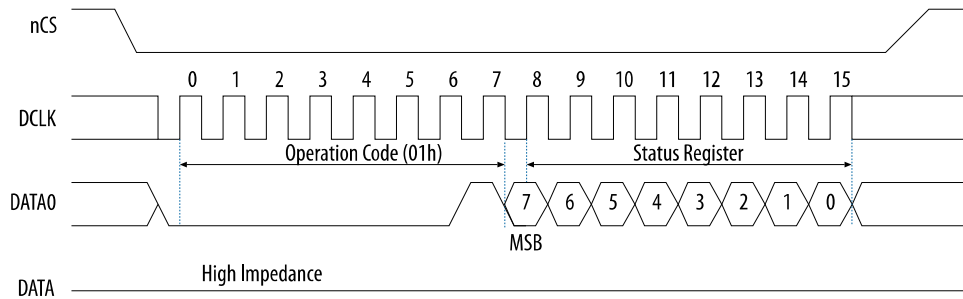 nCS
0 1 2 3 4 5 6 7 8 9 10 11 12 13 14 15
DCLK
Operation Code (01h) Status Register
DATA0 7 6 5 4 3 2 1 0
MSB
High Impedance
DATA